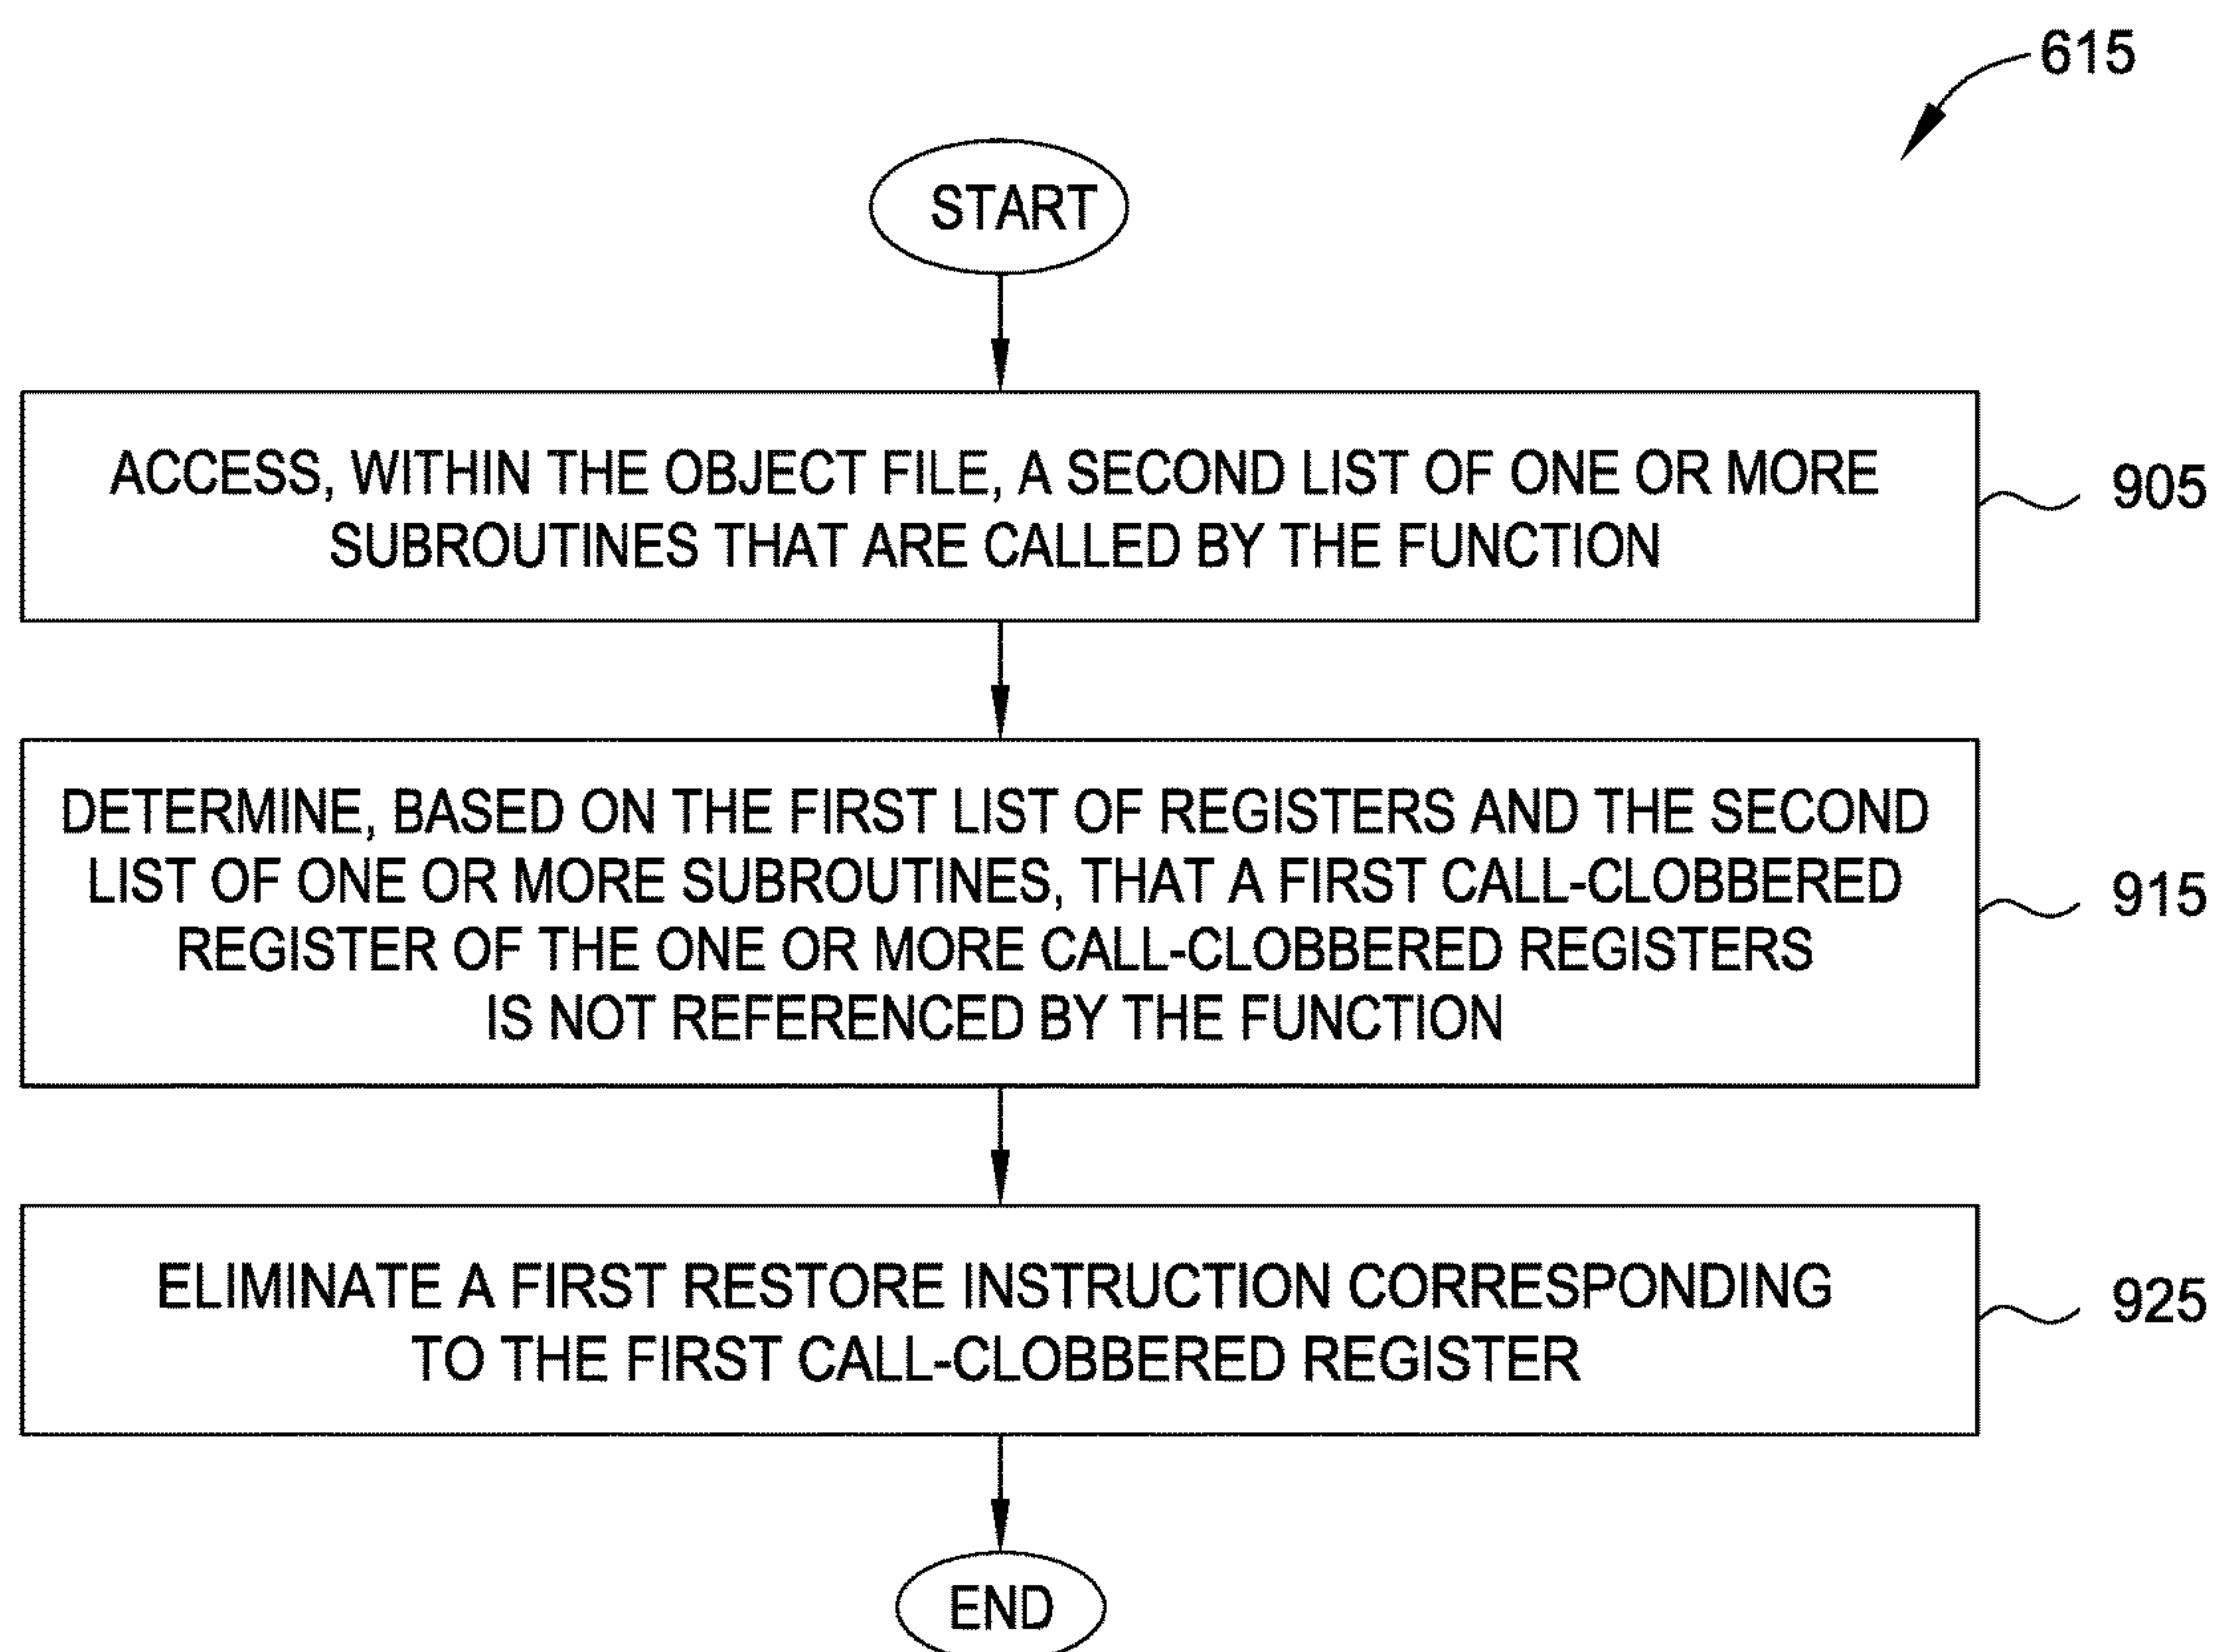 615
START
ACCESS, WITHIN THE OBJECT FILE, A SECOND LIST OF ONE OR MORE
SUBROUTINES THAT ARE CALLED BY THE FUNCTION
905
DETERMINE, BASED ON THE FIRST LIST OF REGISTERS AND THE SECOND
LIST OF ONE OR MORE SUBROUTINES, THAT A FIRST CALL-CLOBBERED
REGISTER OF THE ONE OR MORE CALL-CLOBBERED REGISTERS
IS NOT REFERENCED BY THE FUNCTION
915
ELIMINATE A FIRST RESTORE INSTRUCTION CORRESPONDING
TO THE FIRST CALL-CLOBBERED REGISTER
925
END